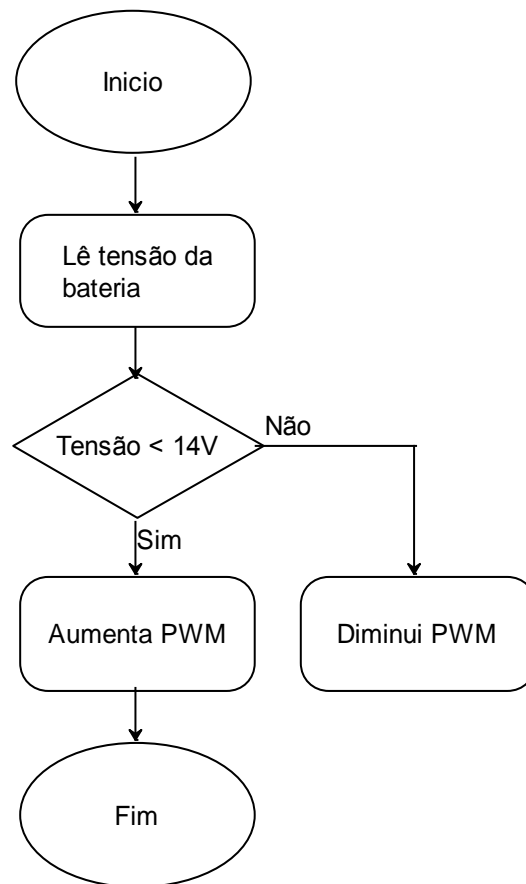 Inicio
Lê tensão da
bateria
Tensão < 14V
Não
Sim
Aumenta PWM
Diminui PWM
Fim